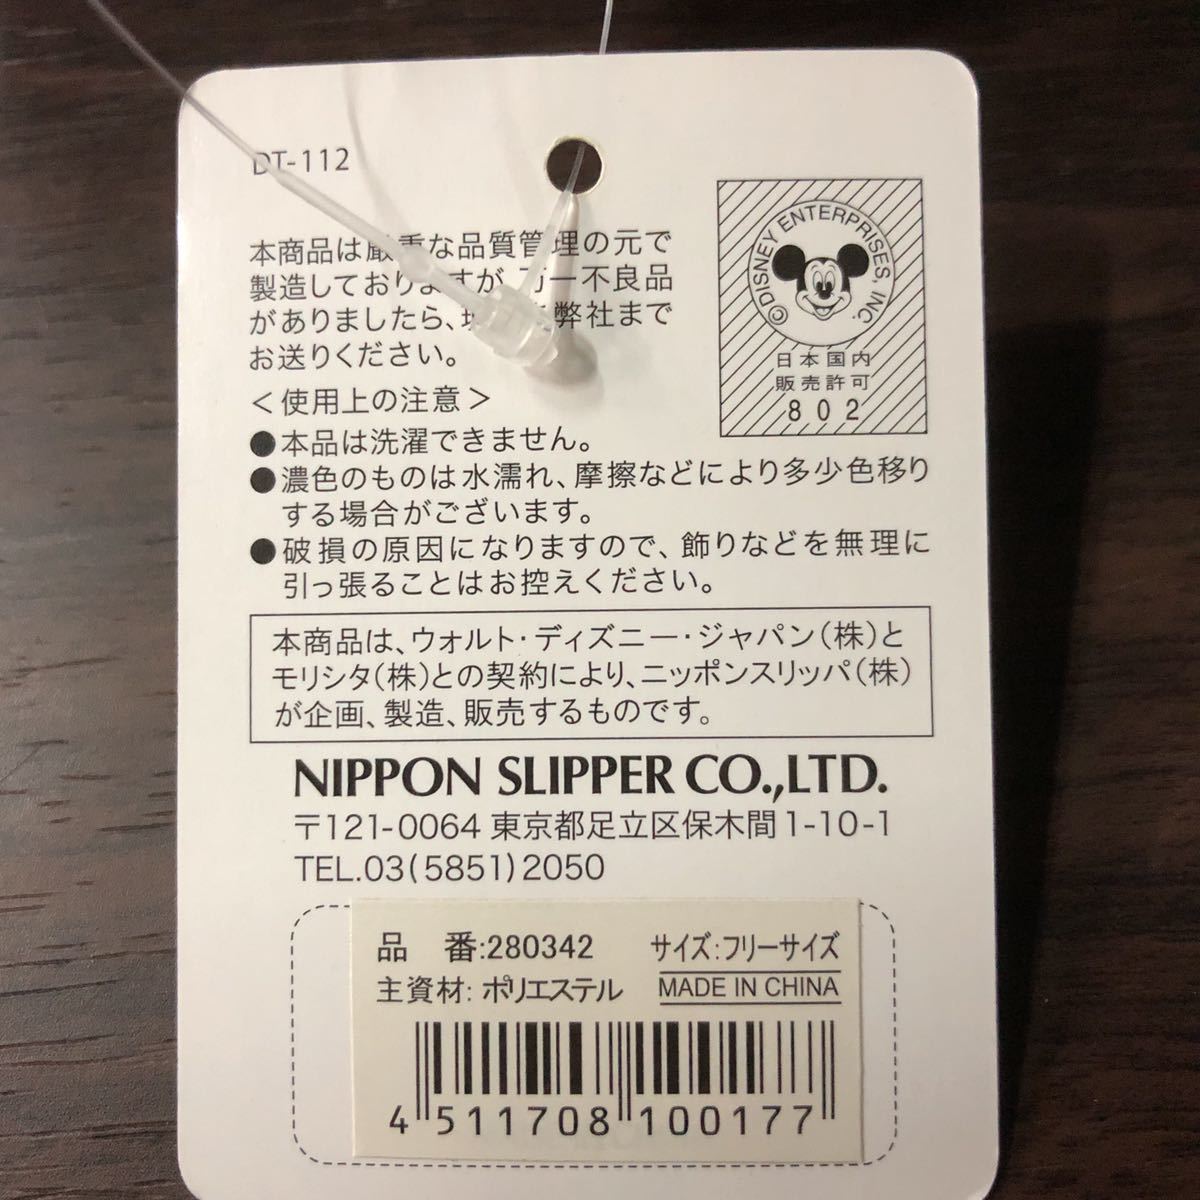 DT-112
本商品は厳重な品質管理の元で
製造しておりますが、万一不良品
がありましたら、弊社まで
お送りください。
©DISNEY ENTERPRISES, INC.
日本国内
販売許可
802
＜使用上の注意＞
●本品は洗濯できません。
●濃色のものは水濡れ、摩擦などにより多少色移り
する場合がございます。
●破損の原因になりますので、飾りなどを無理に
引っ張ることはお控えください。
本商品は、ウォルト・ディズニー・ジャパン(株)と
モリシタ(株)との契約により、ニッポンスリッパ(株)
が企画、製造、販売するものです。
NIPPON SLIPPER CO.,LTD.
〒121-0064 東京都足立区保木間1-10-1
TEL.03(5851)2050
品 番:280342 サイズ:フリーサイズ
主資材: ポリエステル MADE IN CHINA
4 511708 100177